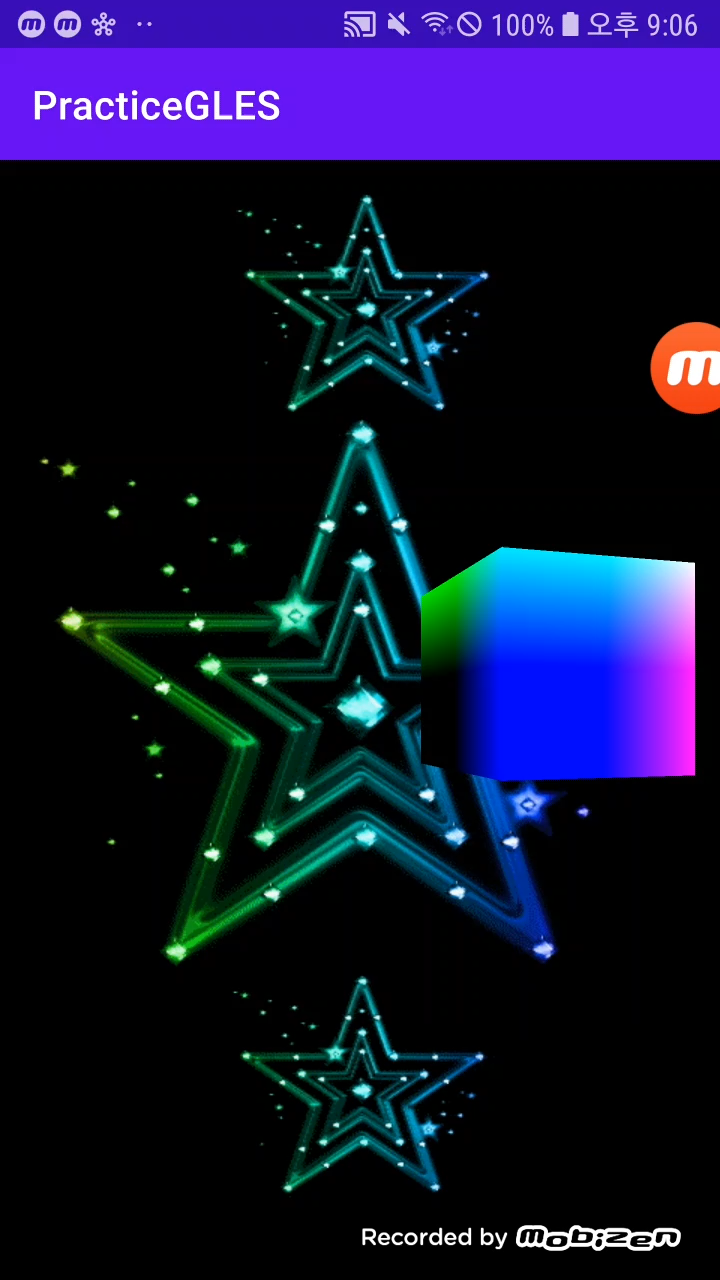 100% 오후 9:06
PracticeGLES
Recorded by mobizen